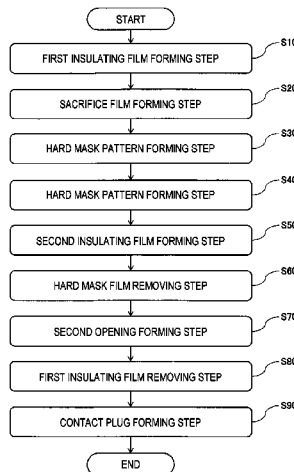 START
FIRST INSULATING FILM FORMING STEP
S10
SACRIFICE FILM FORMING STEP
S20
HARD MASK PATTERN FORMING STEP
S30
HARD MASK PATTERN FORMING STEP
S40
SECOND INSULATING FILM FORMING STEP
S50
HARD MASK FILM REMOVING STEP
S60
SECOND OPENING FORMING STEP
S70
FIRST INSULATING FILM REMOVING STEP
S80
CONTACT PLUG FORMING STEP
S90
END